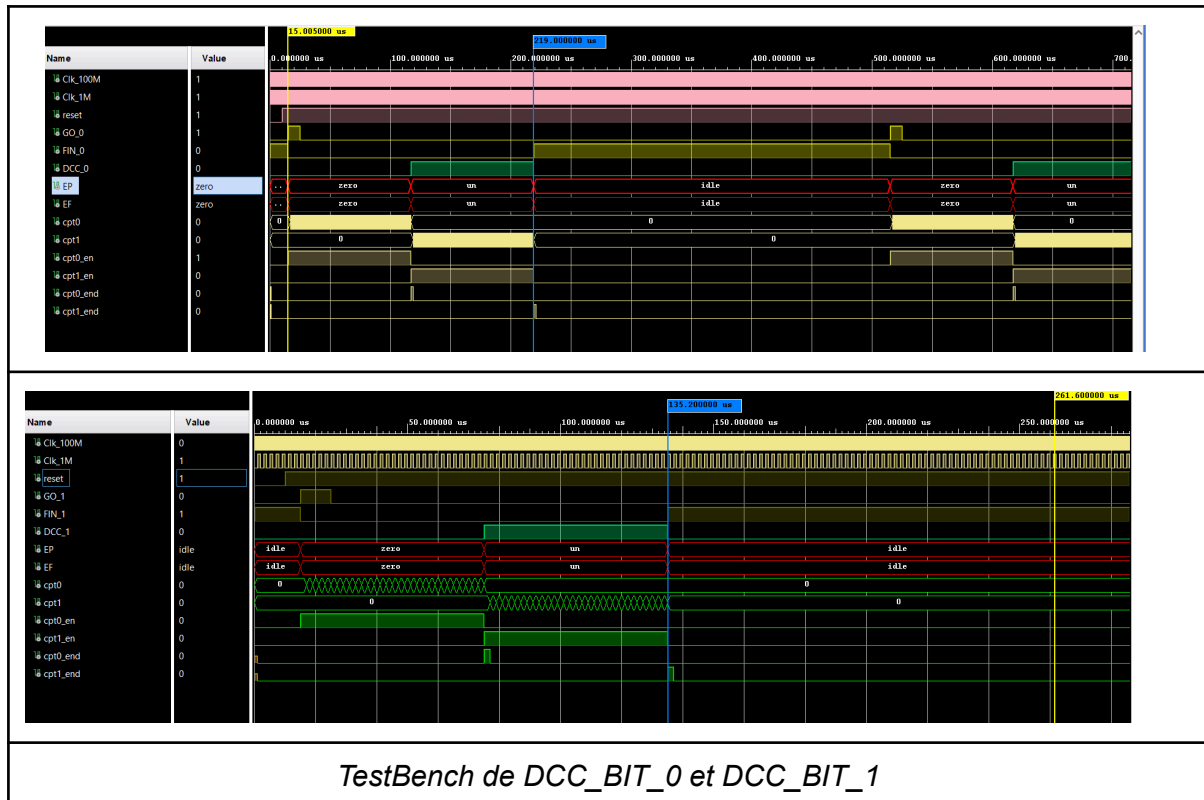 15.005000 us
219.000000 us
Name Value 0.000000 us 100.000000 us 200.000000 us 300.000000 us 400.000000 us 500.000000 us 600.000000 us 700.
Clk_100M 1
Clk_1M 1
reset 1
GO_0 1
FIN_0 0
DCC_0 0
EP zero .. zero un idle zero un
EF zero .. zero un idle zero un
cpt0 0 0 0 0
cpt1 0 0 0
cpt0_en 1
cpt1_en 0
cpt0_end 0
cpt1_end 0
261.600000 us
135.200000 us
Name Value 0.000000 us 50.000000 us 100.000000 us 150.000000 us 200.000000 us 250.000000 us
Clk_100M 0
Clk_1M 1
reset 1
GO_1 0
FIN_1 1
DCC_1 0
EP idle idle zero un idle
EF idle idle zero un idle
cpt0 0 0 0
cpt1 0 0 0
cpt0_en 0
cpt1_en 0
cpt0_end 0
cpt1_end 0
TestBench de DCC_BIT_0 et DCC_BIT_1